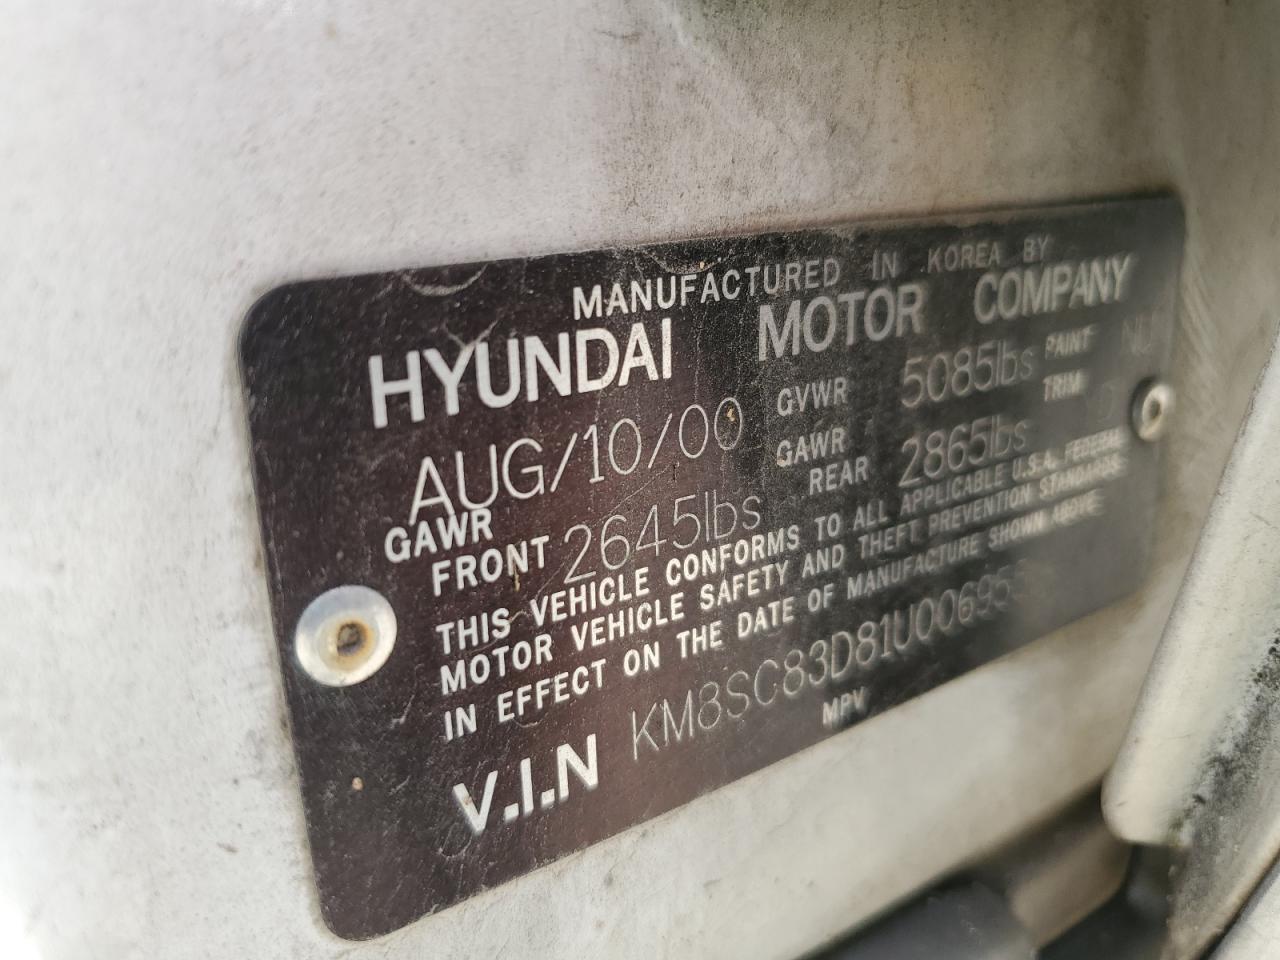 MANUFACTURED IN KOREA BY
HYUNDAI MOTOR COMPANY
AUG/10/00 GVWR 5085lbs PAINT
GAWR FRONT 2645lbs GAWR REAR 2865lbs TRIM
THIS VEHICLE CONFORMS TO ALL APPLICABLE U.S.A. FEDERAL
MOTOR VEHICLE SAFETY AND THEFT PREVENTION STANDARDS
IN EFFECT ON THE DATE OF MANUFACTURE SHOWN ABOVE.
V.I.N
MPV